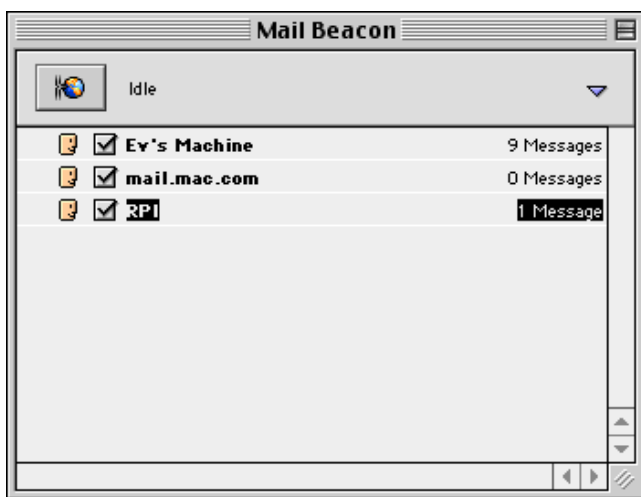 Mail Beacon
Idle
Ev's Machine 9 Messages
mail.mac.com 0 Messages
RPI 1 Message